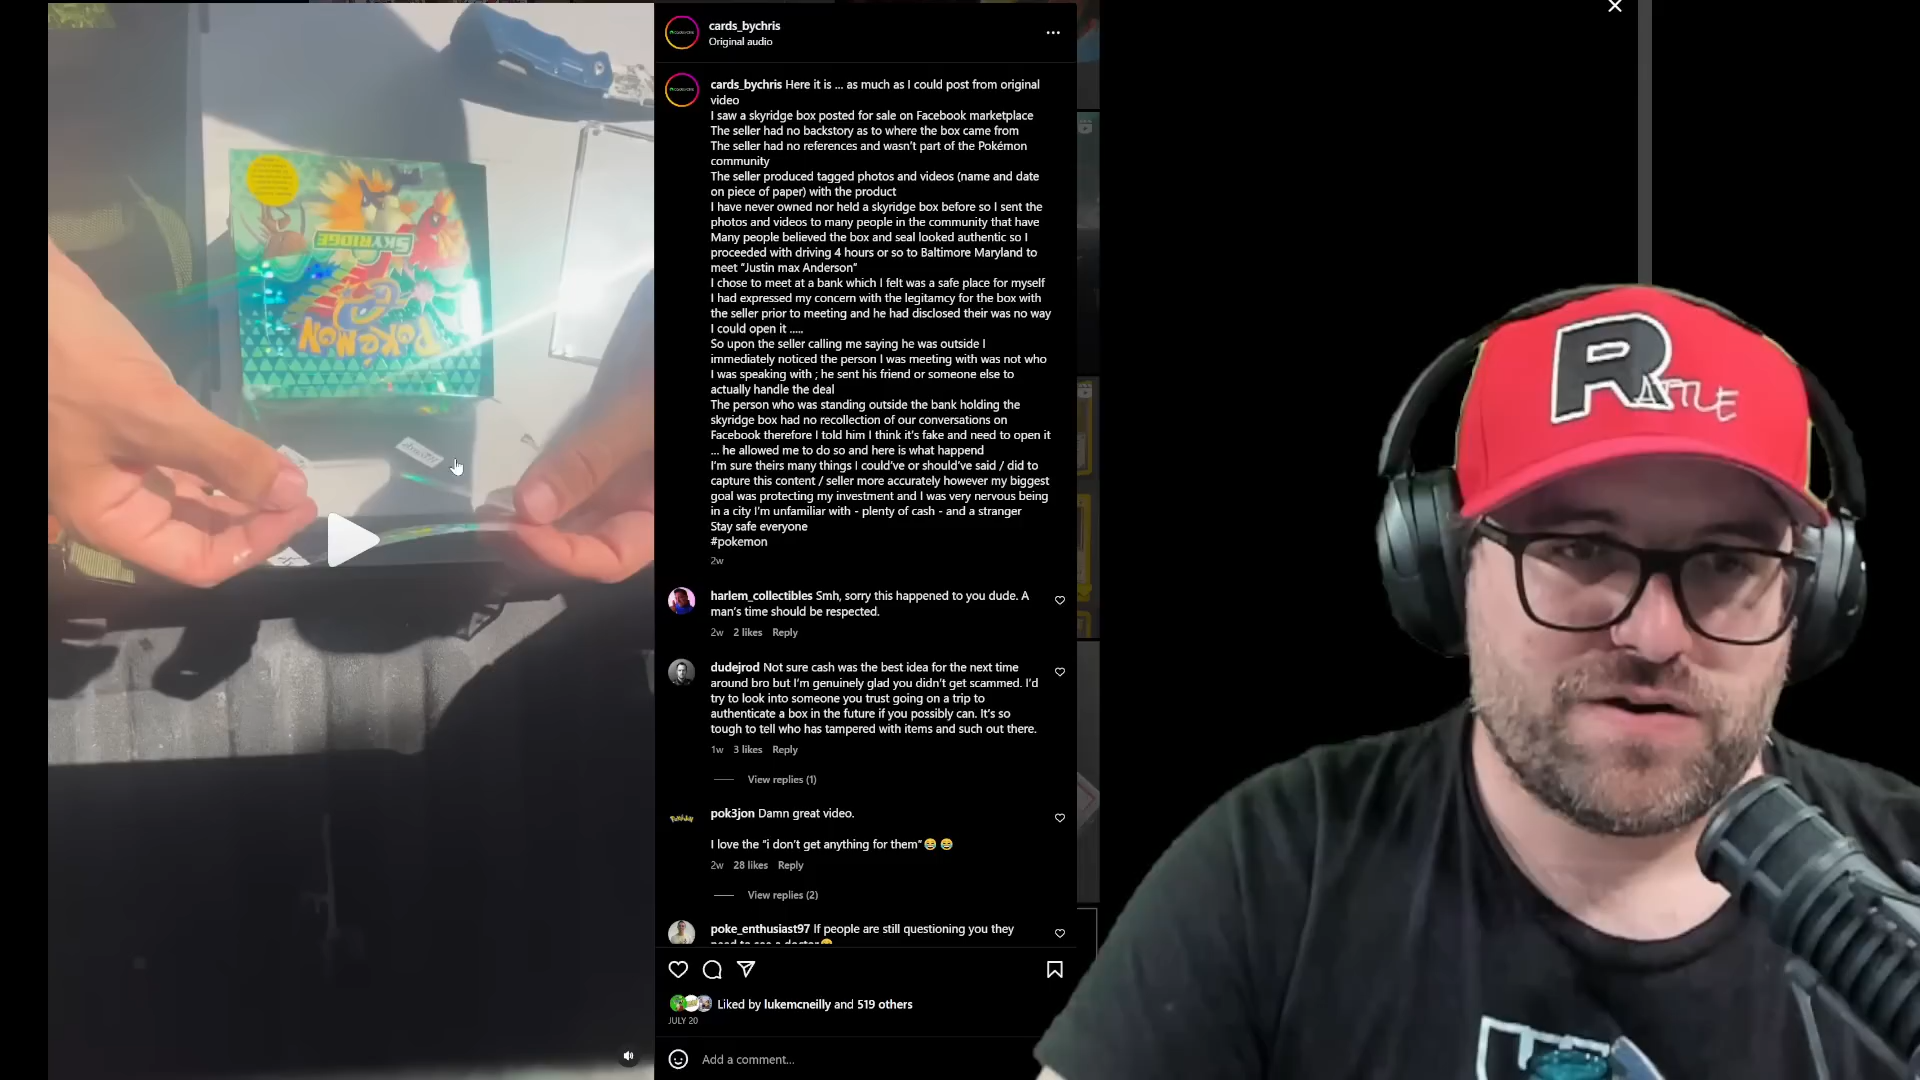 cards_bychris
Original audio
cards_bychris Here it is ... as much as I could post from original
video
I saw a skyridge box posted for sale on Facebook marketplace
The seller had no backstory as to where the box came from
The seller had no references and wasn't part of the Pokémon
community
The seller produced tagged photos and videos (name and date
on piece of paper) with the product
I have never owned nor held a skyridge box before so I sent the
photos and videos to many people in the community that have
Many people believed the box and seal looked authentic so I
proceeded with driving 4 hours or so to Baltimore Maryland to
meet "Justin max Anderson"
I chose to meet at a bank which I felt was a safe place for myself
I had expressed my concern with the legitamcy for the box with
the seller prior to meeting and he had disclosed their was no way
I could open it .....
So upon the seller calling me saying he was outside I
immediately noticed the person I was meeting with was not who
I was speaking with ; he sent his friend or someone else to
actually handle the deal
The person who was standing outside the bank holding the
skyridge box had no recollection of our conversations on
Facebook therefore I told him I think it's fake and need to open it
... he allowed me to do so and here is what happend
I'm sure theirs many things I could've or should've said / did to
capture this content / seller more accurately however my biggest
goal was protecting my investment and I was very nervous being
in a city I'm unfamiliar with - plenty of cash - and a stranger
Stay safe everyone
#pokemon
2w
harlem_collectibles Smh, sorry this happened to you dude. A
man's time should be respected.
2w 2 likes Reply
dudejrod Not sure cash was the best idea for the next time
around bro but I'm genuinely glad you didn't get scammed. I'd
try to look into someone you trust going on a trip to
authenticate a box in the future if you possibly can. It's so
tough to tell who has tampered with items and such out there.
1w 3 likes Reply
View replies (1)
pok3jon Damn great video.
I love the "i don't get anything for them"😂 😂
2w 28 likes Reply
View replies (2)
poke_enthusiast97 If people are still questioning you they
need to see a doctor😂
Liked by lukemcneilly and 519 others
JULY 20
Add a comment...
SKYRIDGE
POKéMON
RATTLE